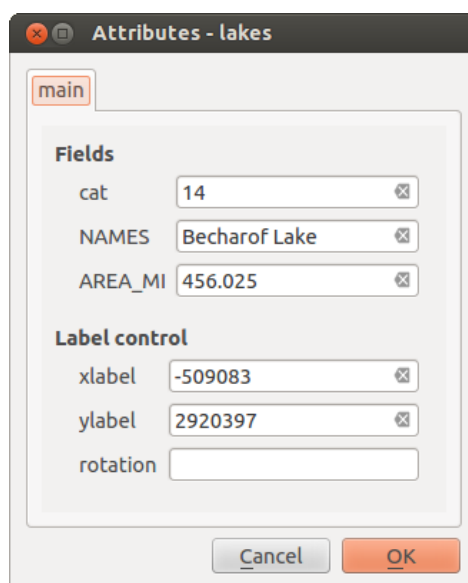 Attributes - lakes
main
Fields
cat 14
NAMES Becharof Lake
AREA_MI 456.025
Label control
xlabel -509083
ylabel 2920397
rotation
Cancel OK